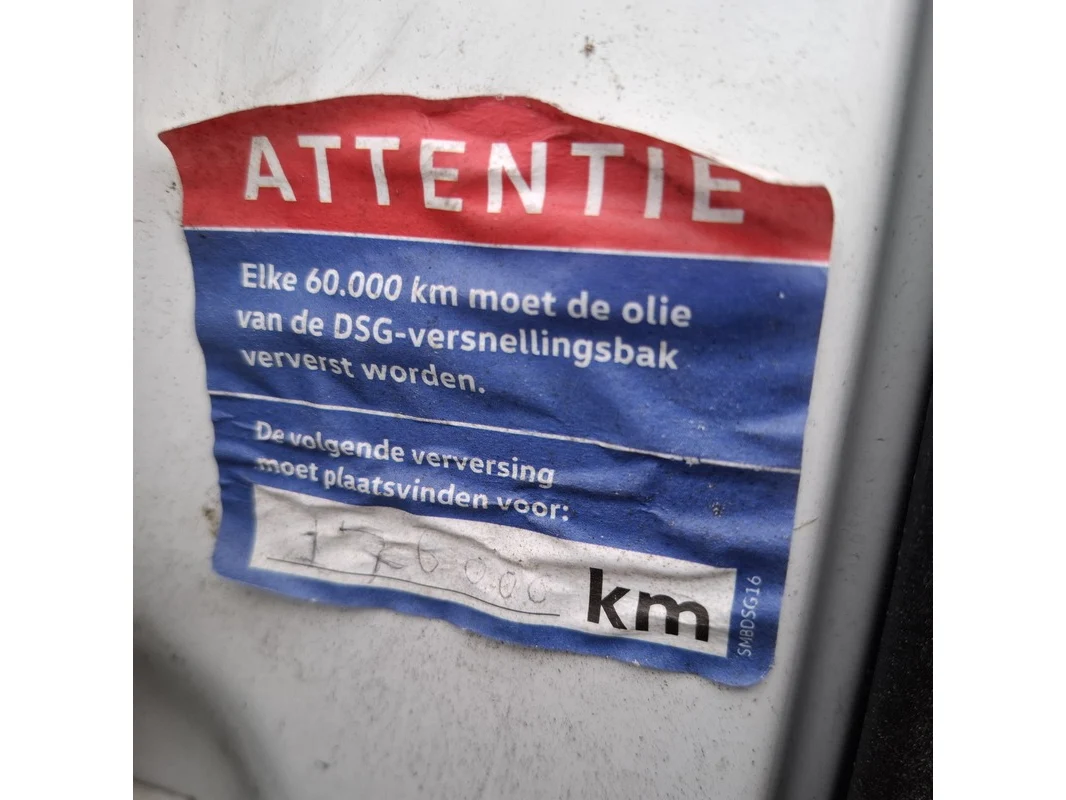 ATTENTIE
Elke 60.000 km moet de olie
van de DSG-versnellingsbak
ververst worden.
De volgende verversing
moet plaatsvinden voor:
176000 km
SMBDSG16